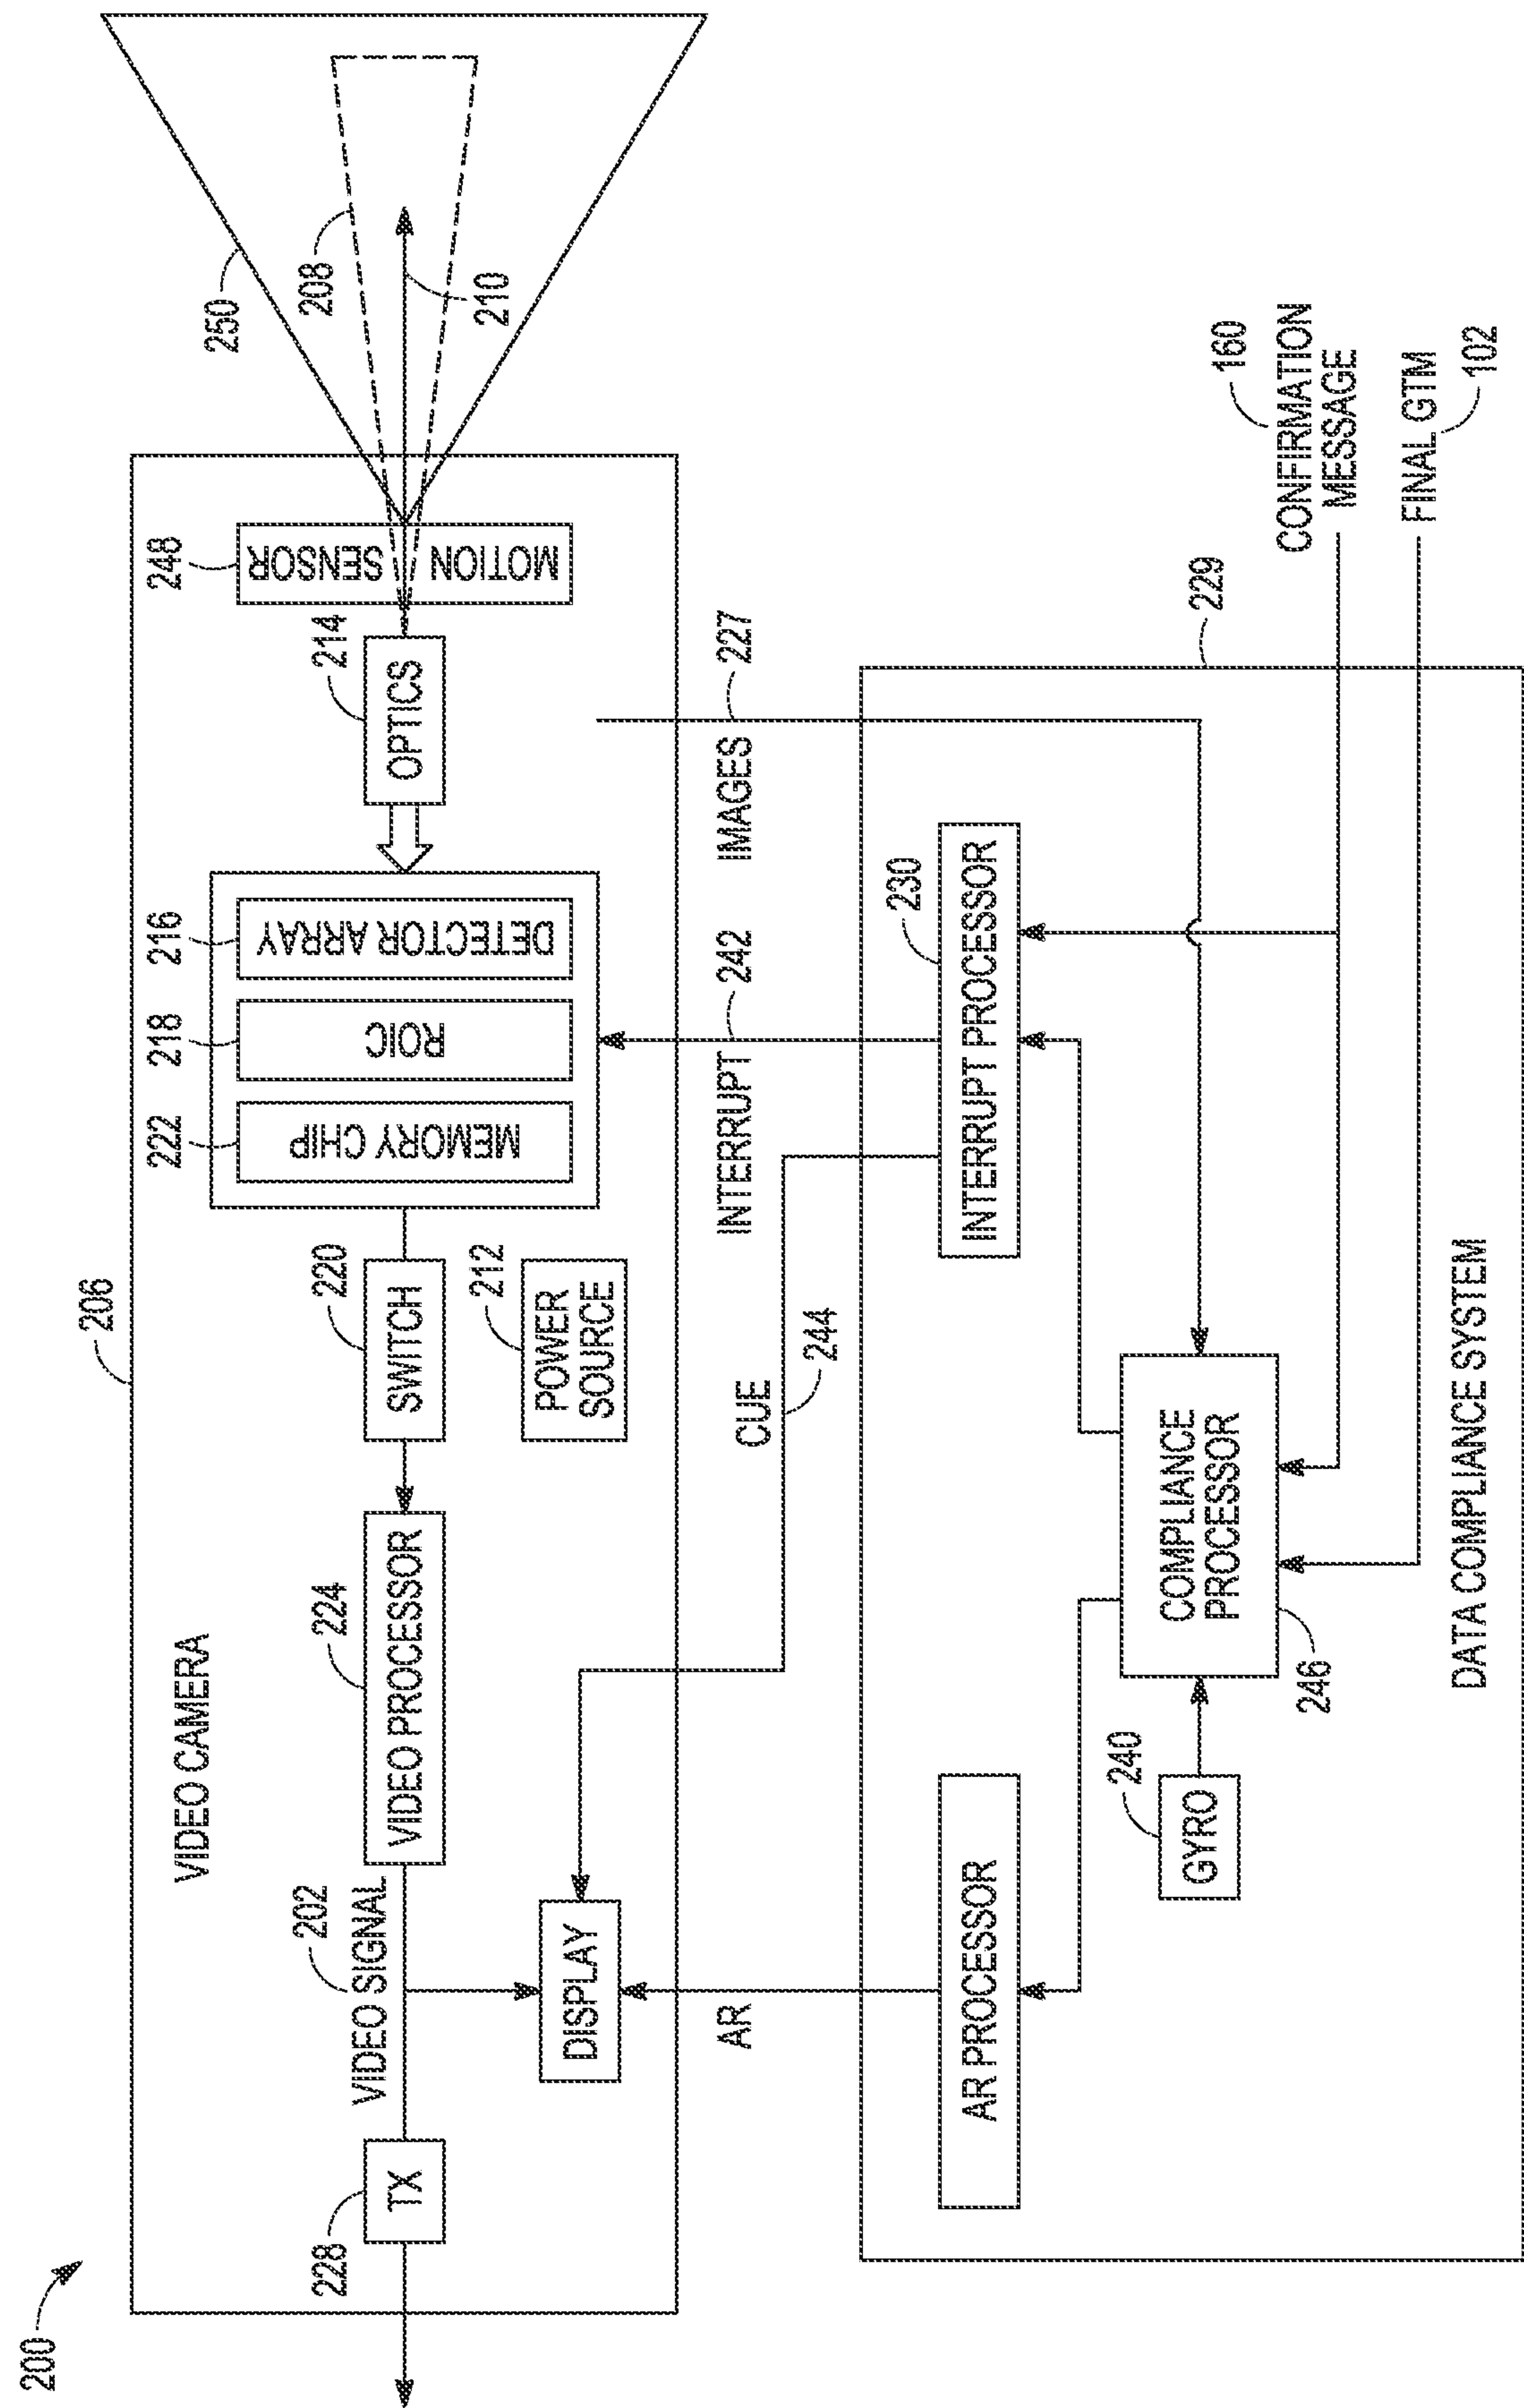 200
206
VIDEO CAMERA
228
TX
202
VIDEO SIGNAL
224
VIDEO PROCESSOR
220
SWITCH
222
MEMORY CHIP
218
ROIC
216
DETECTOR ARRAY
214
OPTICS
248
MOTION
SENSOR
250
208
210
DISPLAY
212
POWER
SOURCE
AR
CUE
244
INTERRUPT
242
IMAGES
227
AR PROCESSOR
INTERRUPT PROCESSOR
230
229
240
GYRO
COMPLIANCE
PROCESSOR
246
DATA COMPLIANCE SYSTEM
160
CONFIRMATION
MESSAGE
FINAL GTM
102